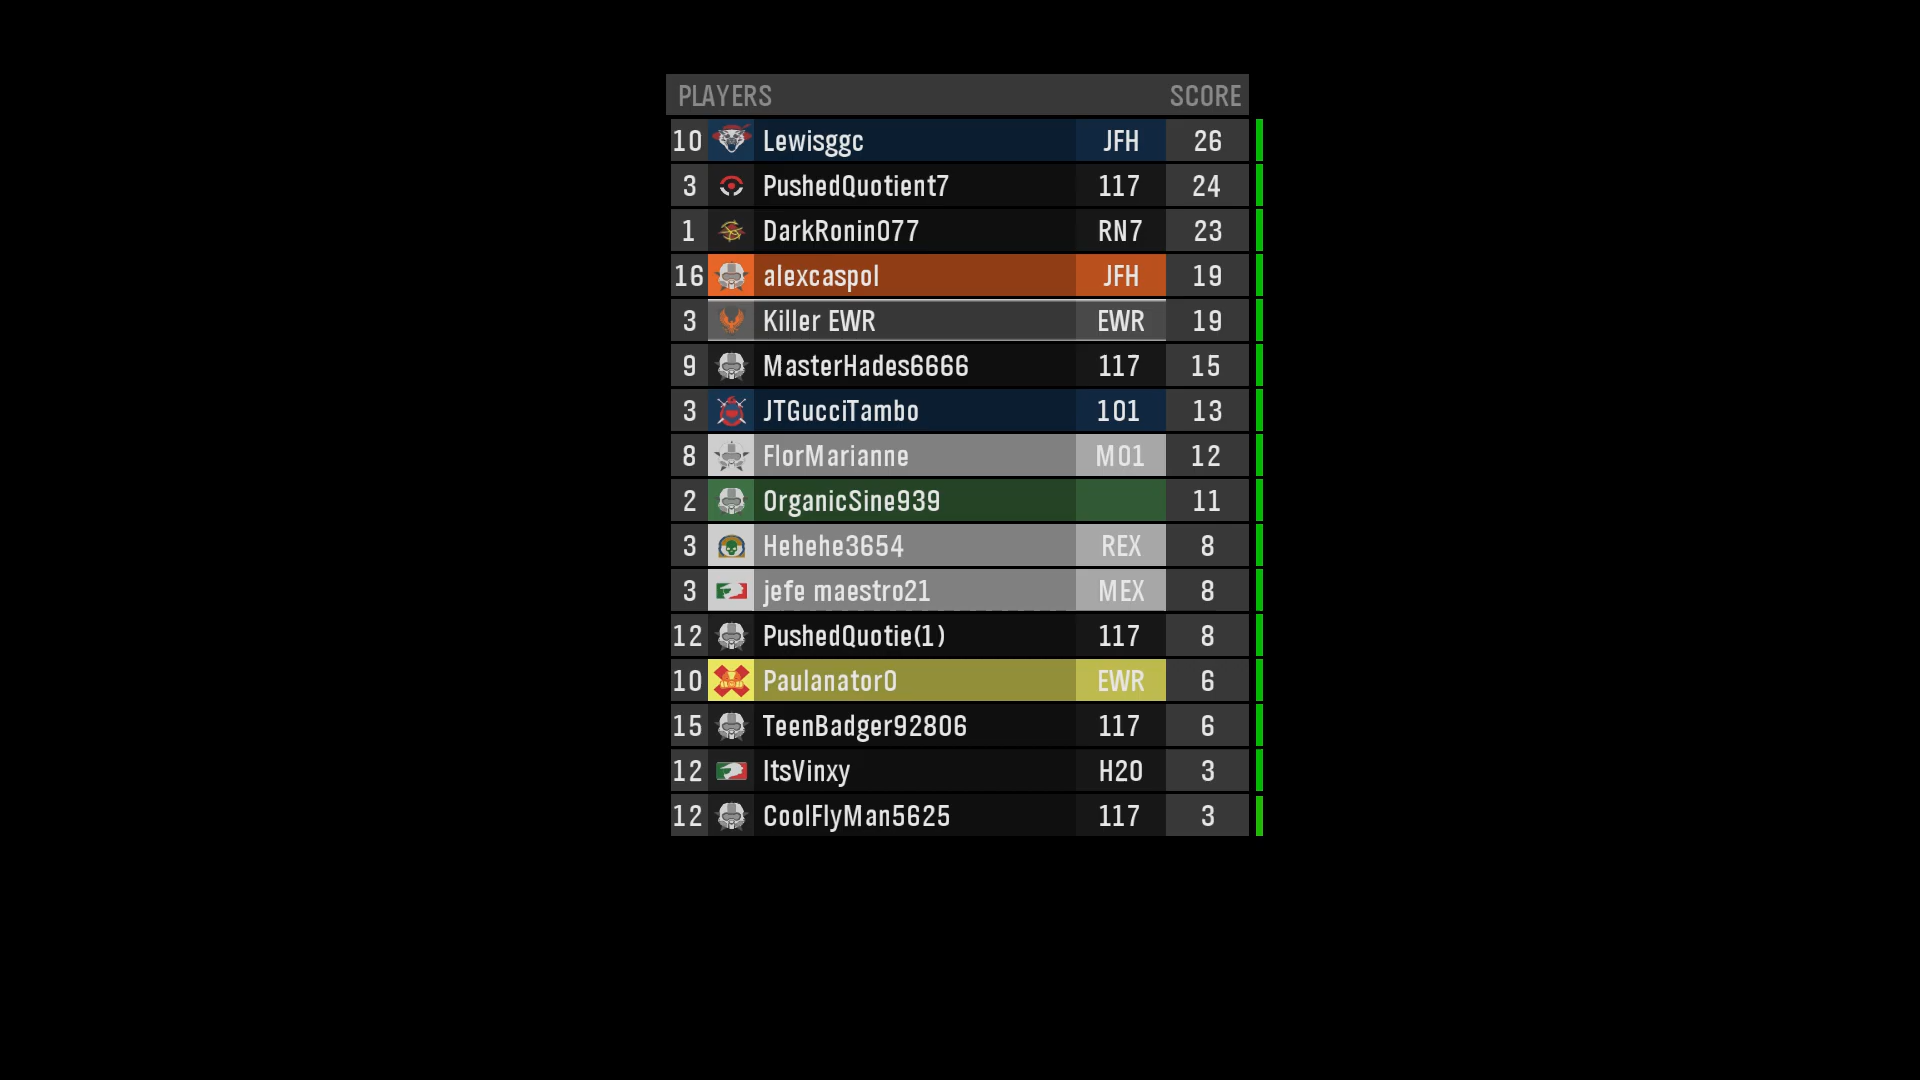 PLAYERS SCORE
10 Lewisggc JFH 26
3 PushedQuotient7 117 24
1 DarkRonin077 RN7 23
16 alexcaspol JFH 19
3 Killer EWR EWR 19
9 MasterHades6666 117 15
3 JTGucciTambo 101 13
8 FlorMarianne M01 12
2 OrganicSine939 11
3 Hehehe3654 REX 8
3 jefe maestro21 MEX 8
12 PushedQuotie(1) 117 8
10 Paulanator0 EWR 6
15 TeenBadger92806 117 6
12 ItsVinxy H20 3
12 CoolFlyMan5625 117 3